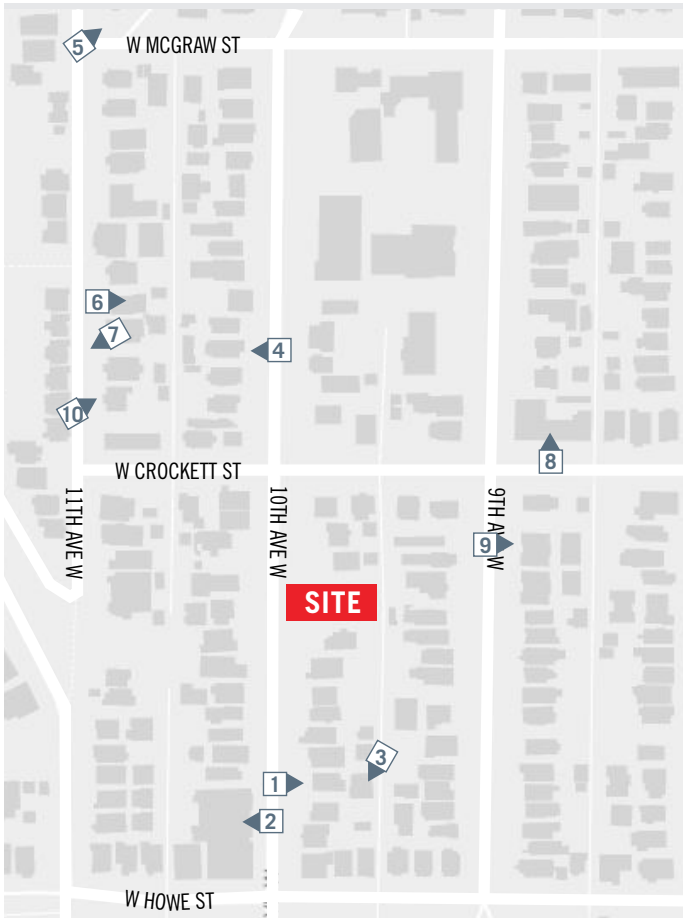 5
W MCGRAW ST
6
7
4
10
W CROCKETT ST
8
11TH AVE W
10TH AVE W
9TH AVE W
9
SITE
3
1
2
W HOWE ST